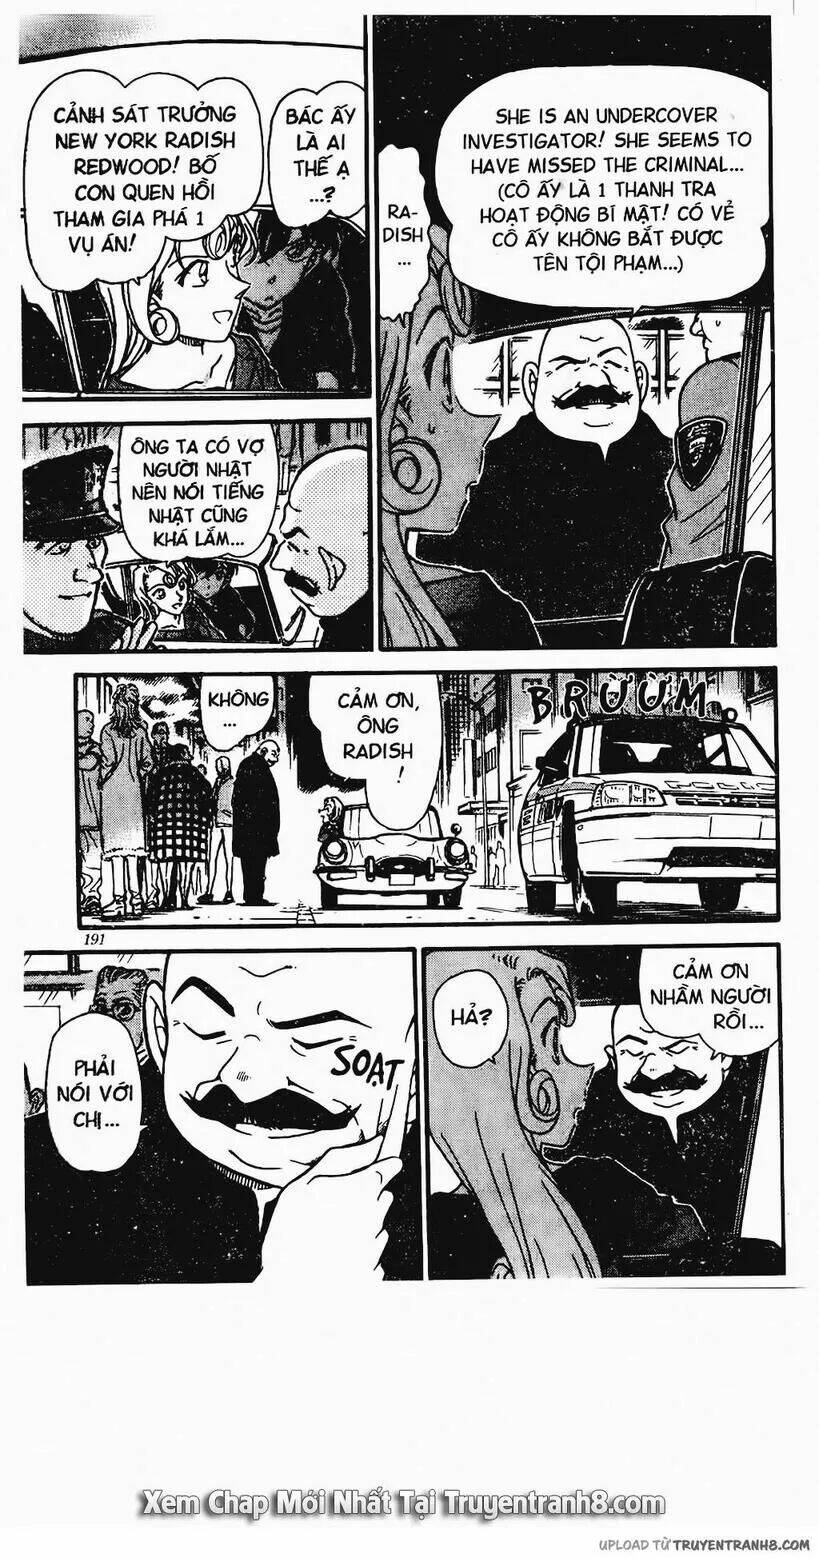 SHE IS AN UNDERCOVER
INVESTIGATOR! SHE SEEMS TO
HAVE MISSED THE CRIMINAL...
(CÔ ẤY LÀ 1 THANH TRA
HOẠT ĐỘNG BÍ MẬT! CÓ VẺ
CÔ ẤY KHÔNG BẮT ĐƯỢC
TÊN TỘI PHẠM...)
RA-
DISH
...
BÁC ẤY
LÀ AI
THẾ Ạ
...?
CẢNH SÁT TRƯỞNG
NEW YORK RADISH
REDWOOD! BỐ
CON QUEN HỒI
THAM GIA PHÁ 1
VỤ ÁN!
ÔNG TA CÓ VỢ
NGƯỜI NHẬT
NÊN NÓI TIẾNG
NHẬT CŨNG
KHÁ LẮM...
BRỪỪM
CẢM ƠN,
ÔNG
RADISH
!
KHÔNG
...
191
CẢM ƠN
NHẦM NGƯỜI
RỒI...
HẢ?
PHẢI
NÓI VỚI
CHỊ...
SOẠT
Xem Chap Mới Nhất Tại Truyentranh8.com
UPLOAD TỪ TRUYENTRANH8.COM